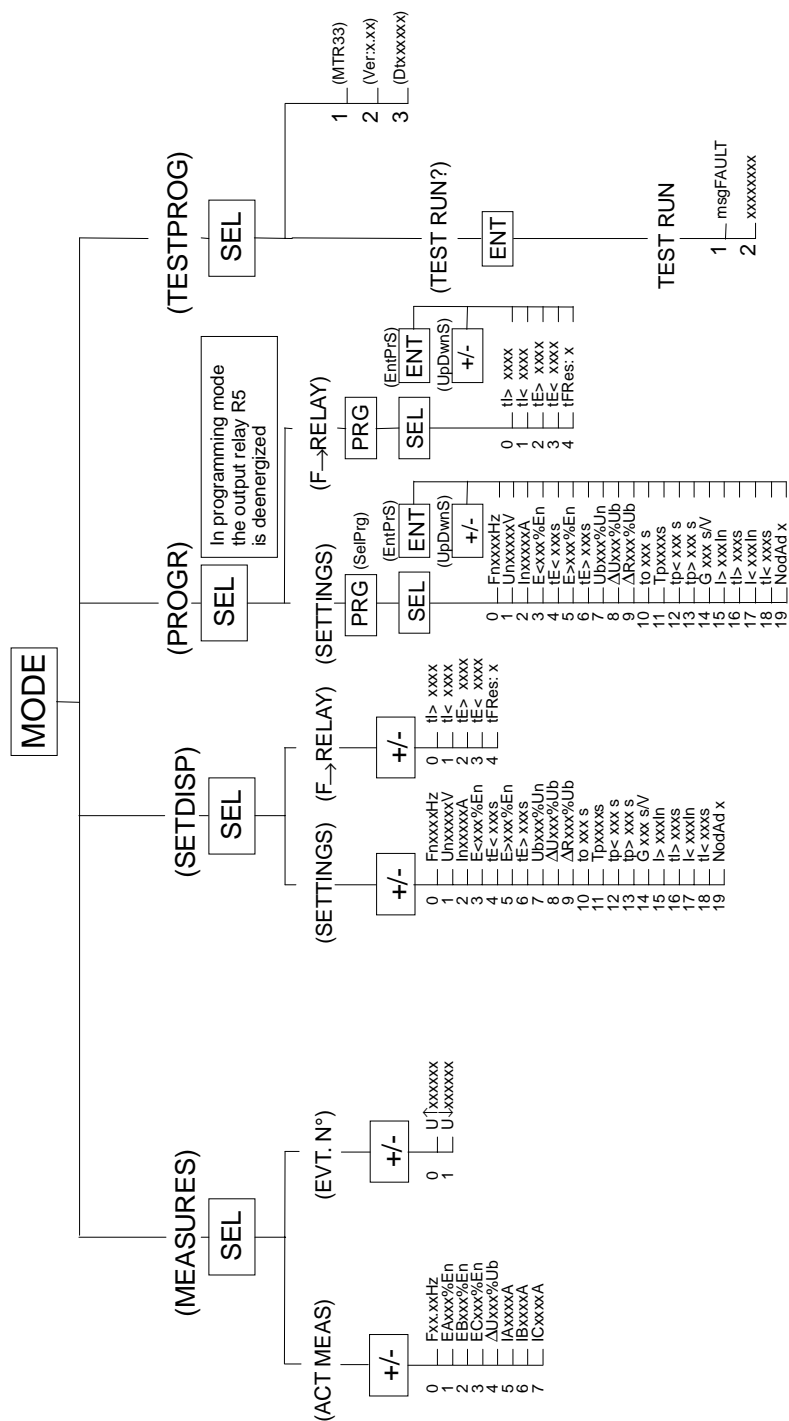 MODE
(MEASURES)
SEL
(ACT MEAS)
+/-
0 Fxx.xxHz
1 EAxxx%En
2 EBxxx%En
3 ECxxx%En
4 ΔUxxx%Ub
5 IAxxxxA
6 IBxxxxA
7 ICxxxxA
(EVT. N°)
+/-
0 U↑xxxxxx
1 U↓xxxxxx
(SETDISP)
SEL
(SETTINGS)
+/-
0 FnxxxxHz
1 UnxxxxxV
2 InxxxxxA
3 E<xxx%En
4 tE< xxxs
5 E>xxx%En
6 tE> xxxs
7 Ubxxx%Un
8 ΔUxxx%Ub
9 ΔRxxx%Ub
10 to xxx s
11 Tpxxxxs
12 tp< xxx s
13 tp> xxx s
14 G xxx s/V
15 I> xxxIn
16 tI> xxxs
17 I< xxxIn
18 tI< xxxs
19 NodAd x
(F→RELAY)
+/-
0 tI> xxxx
1 tI< xxxx
2 tE> xxxx
3 tE< xxxx
4 tFRes: x
(PROGR)
SEL
In programming mode
the output relay R5
is deenergized
(SETTINGS)
PRG (SelPrg)
SEL
(EntPrS)
ENT
(UpDwnS)
+/-
0 FnxxxxHz
1 UnxxxxxV
2 InxxxxxA
3 E<xxx%En
4 tE< xxxs
5 E>xxx%En
6 tE> xxxs
7 Ubxxx%Un
8 ΔUxxx%Ub
9 ΔRxxx%Ub
10 to xxx s
11 Tpxxxxs
12 tp< xxx s
13 tp> xxx s
14 G xxx s/V
15 I> xxxIn
16 tI> xxxs
17 I< xxxIn
18 tI< xxxs
19 NodAd x
(F→RELAY)
PRG
SEL
(EntPrS)
ENT
(UpDwnS)
+/-
0 tI> xxxx
1 tI< xxxx
2 tE> xxxx
3 tE< xxxx
4 tFRes: x
(TESTPROG)
SEL
1 (MTR33)
2 (Ver:x.xx)
3 (Dtxxxxxx)
(TEST RUN?)
ENT
TEST RUN
1 msgFAULT
2 xxxxxxxx